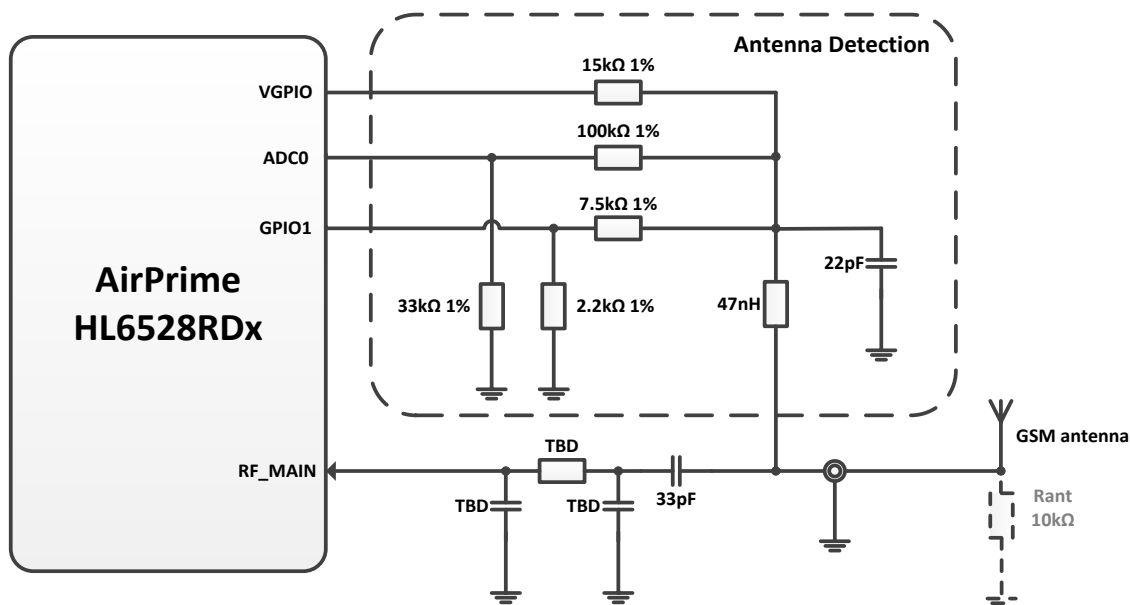 Antenna Detection
15kΩ 1%
VGPIO
100kΩ 1%
ADC0
7.5kΩ 1%
GPIO1
22pF
AirPrime
HL6528RDx
33kΩ 1%
2.2kΩ 1%
47nH
GSM antenna
TBD
RF_MAIN
33pF
TBD
TBD
Rant
10kΩ